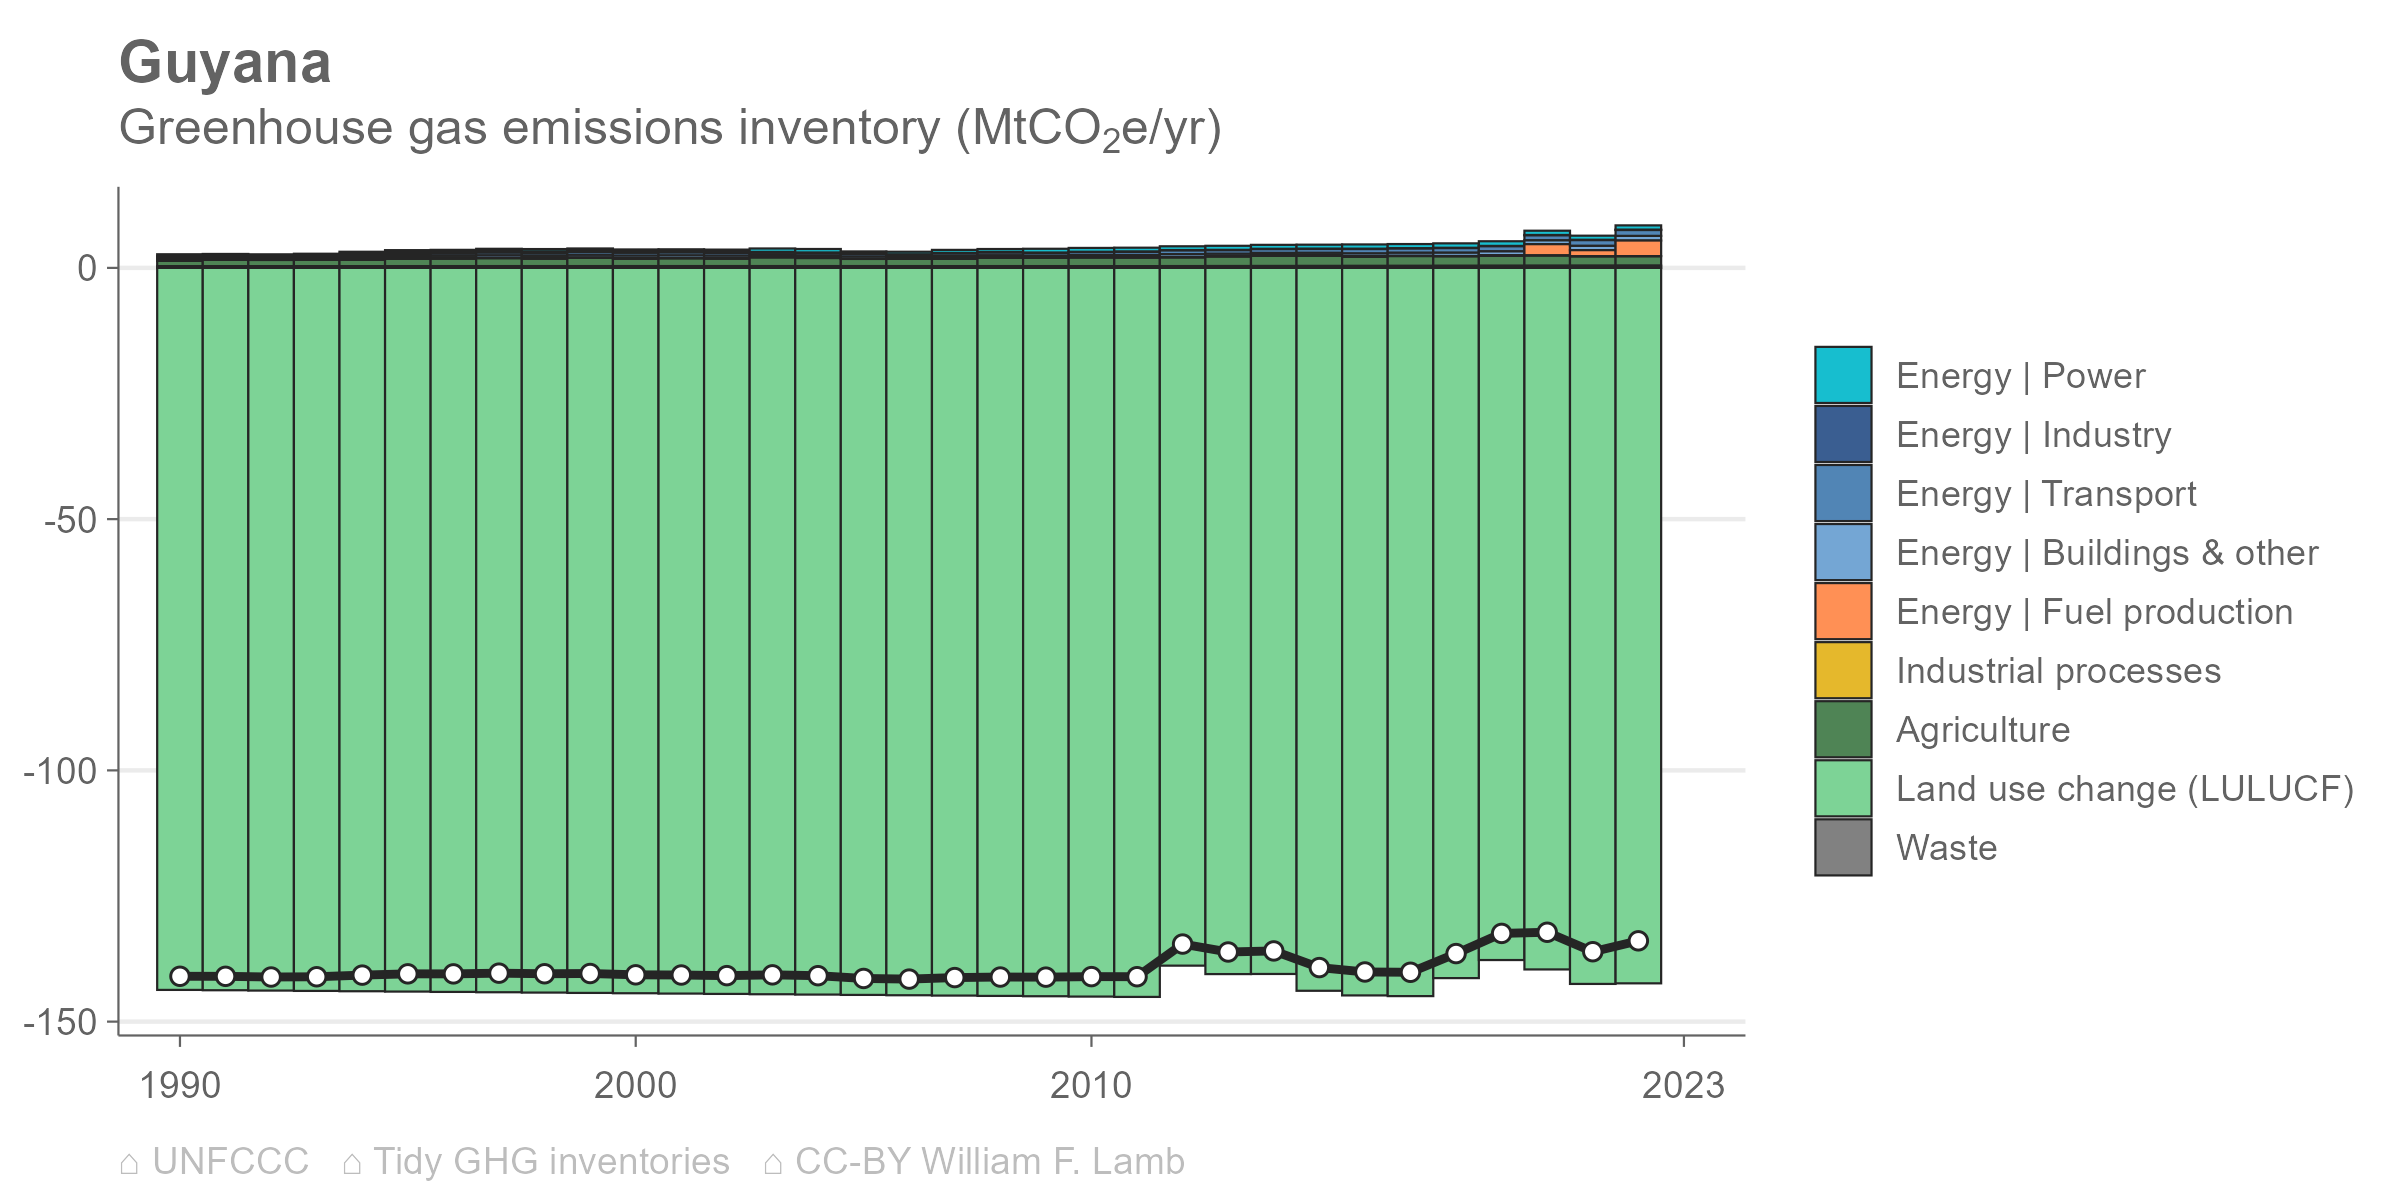 Guyana
Greenhouse gas emissions inventory (MtCO₂e/yr)
0
-50
-100
-150
1990
2000
2010
2023
Energy | Power
Energy | Industry
Energy | Transport
Energy | Buildings & other
Energy | Fuel production
Industrial processes
Agriculture
Land use change (LULUCF)
Waste
⌂ UNFCCC ⌂ Tidy GHG inventories ⌂ CC-BY William F. Lamb